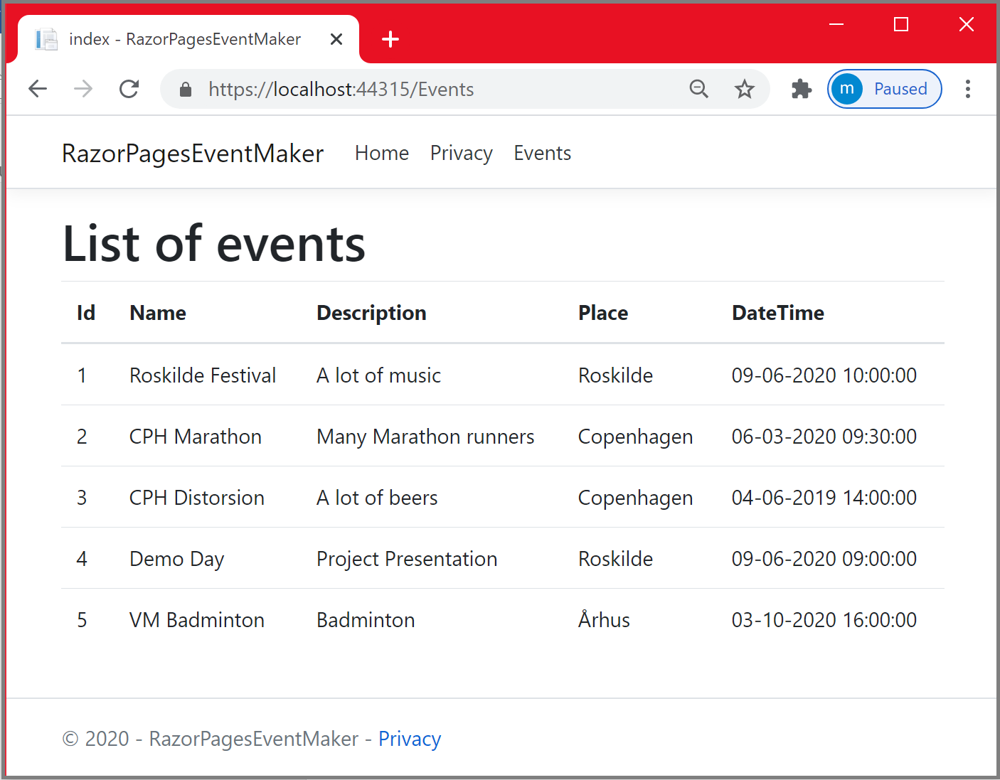 index - RazorPagesEventMaker
https://localhost:44315/Events
m Paused
RazorPagesEventMaker Home Privacy Events
List of events
Id Name Description Place DateTime
1 Roskilde Festival A lot of music Roskilde 09-06-2020 10:00:00
2 CPH Marathon Many Marathon runners Copenhagen 06-03-2020 09:30:00
3 CPH Distorsion A lot of beers Copenhagen 04-06-2019 14:00:00
4 Demo Day Project Presentation Roskilde 09-06-2020 09:00:00
5 VM Badminton Badminton Århus 03-10-2020 16:00:00
© 2020 - RazorPagesEventMaker - Privacy